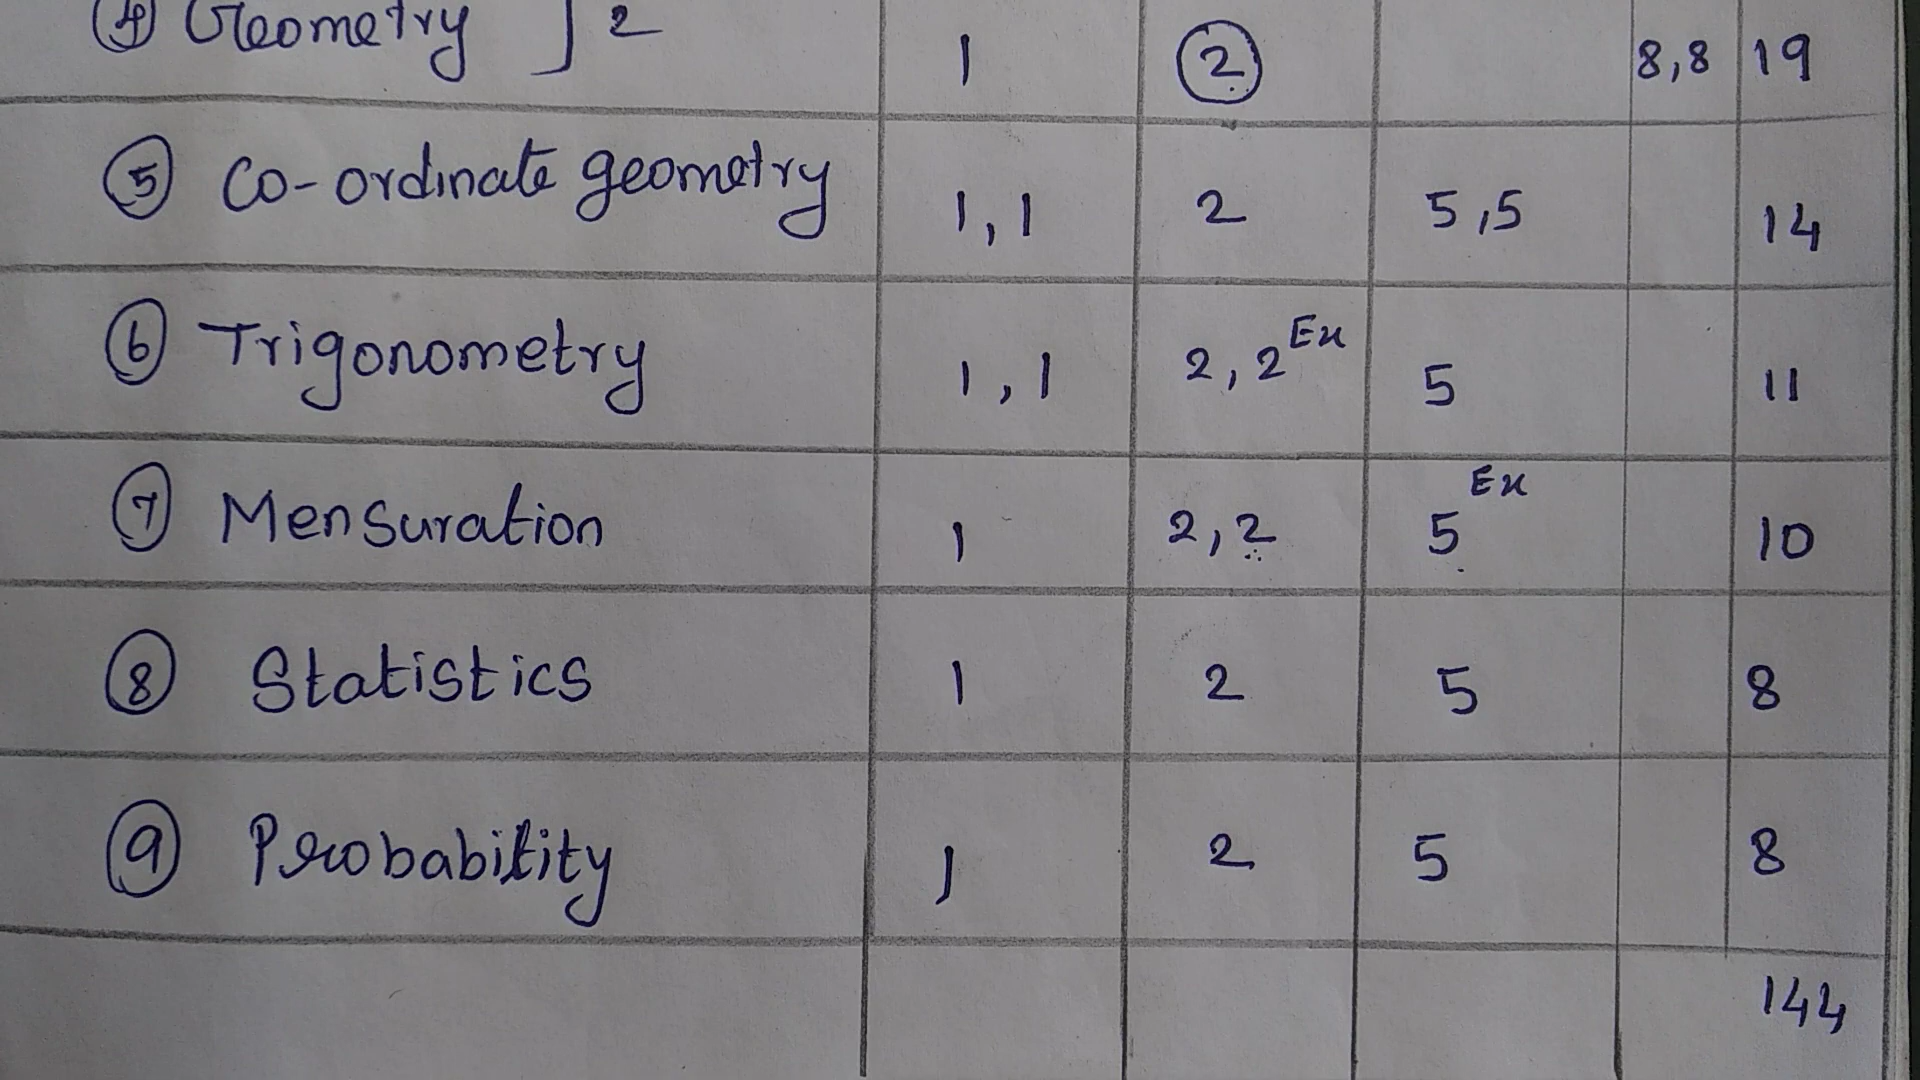 ④ Geometry ] 2 1 ② 8,8 19
⑤ Co-ordinate geometry 1,1 2 5,5 14
⑥ Trigonometry 1,1 2,2 Ex 5 11
⑦ Mensuration 1 2,2 5 Ex 10
⑧ Statistics 1 2 5 8
⑨ Probability 1 2 5 8
144